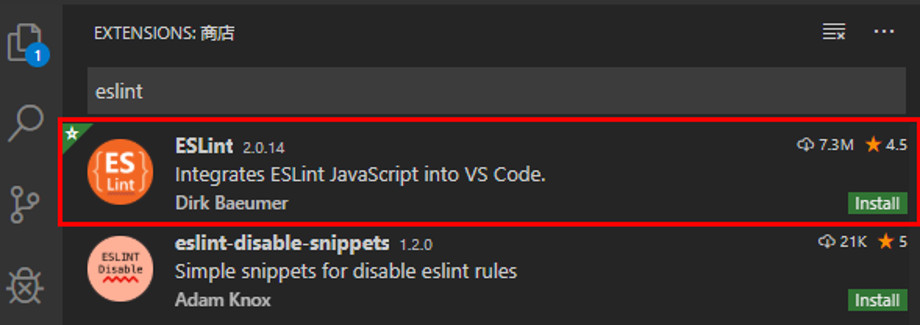 EXTENSIONS: 商店
1
eslint
ES
Lint
ESLint 2.0.14 7.3M 4.5
Integrates ESLint JavaScript into VS Code.
Dirk Baeumer Install
ESLINT
Disable
eslint-disable-snippets 1.2.0 21K 5
Simple snippets for disable eslint rules
Adam Knox Install